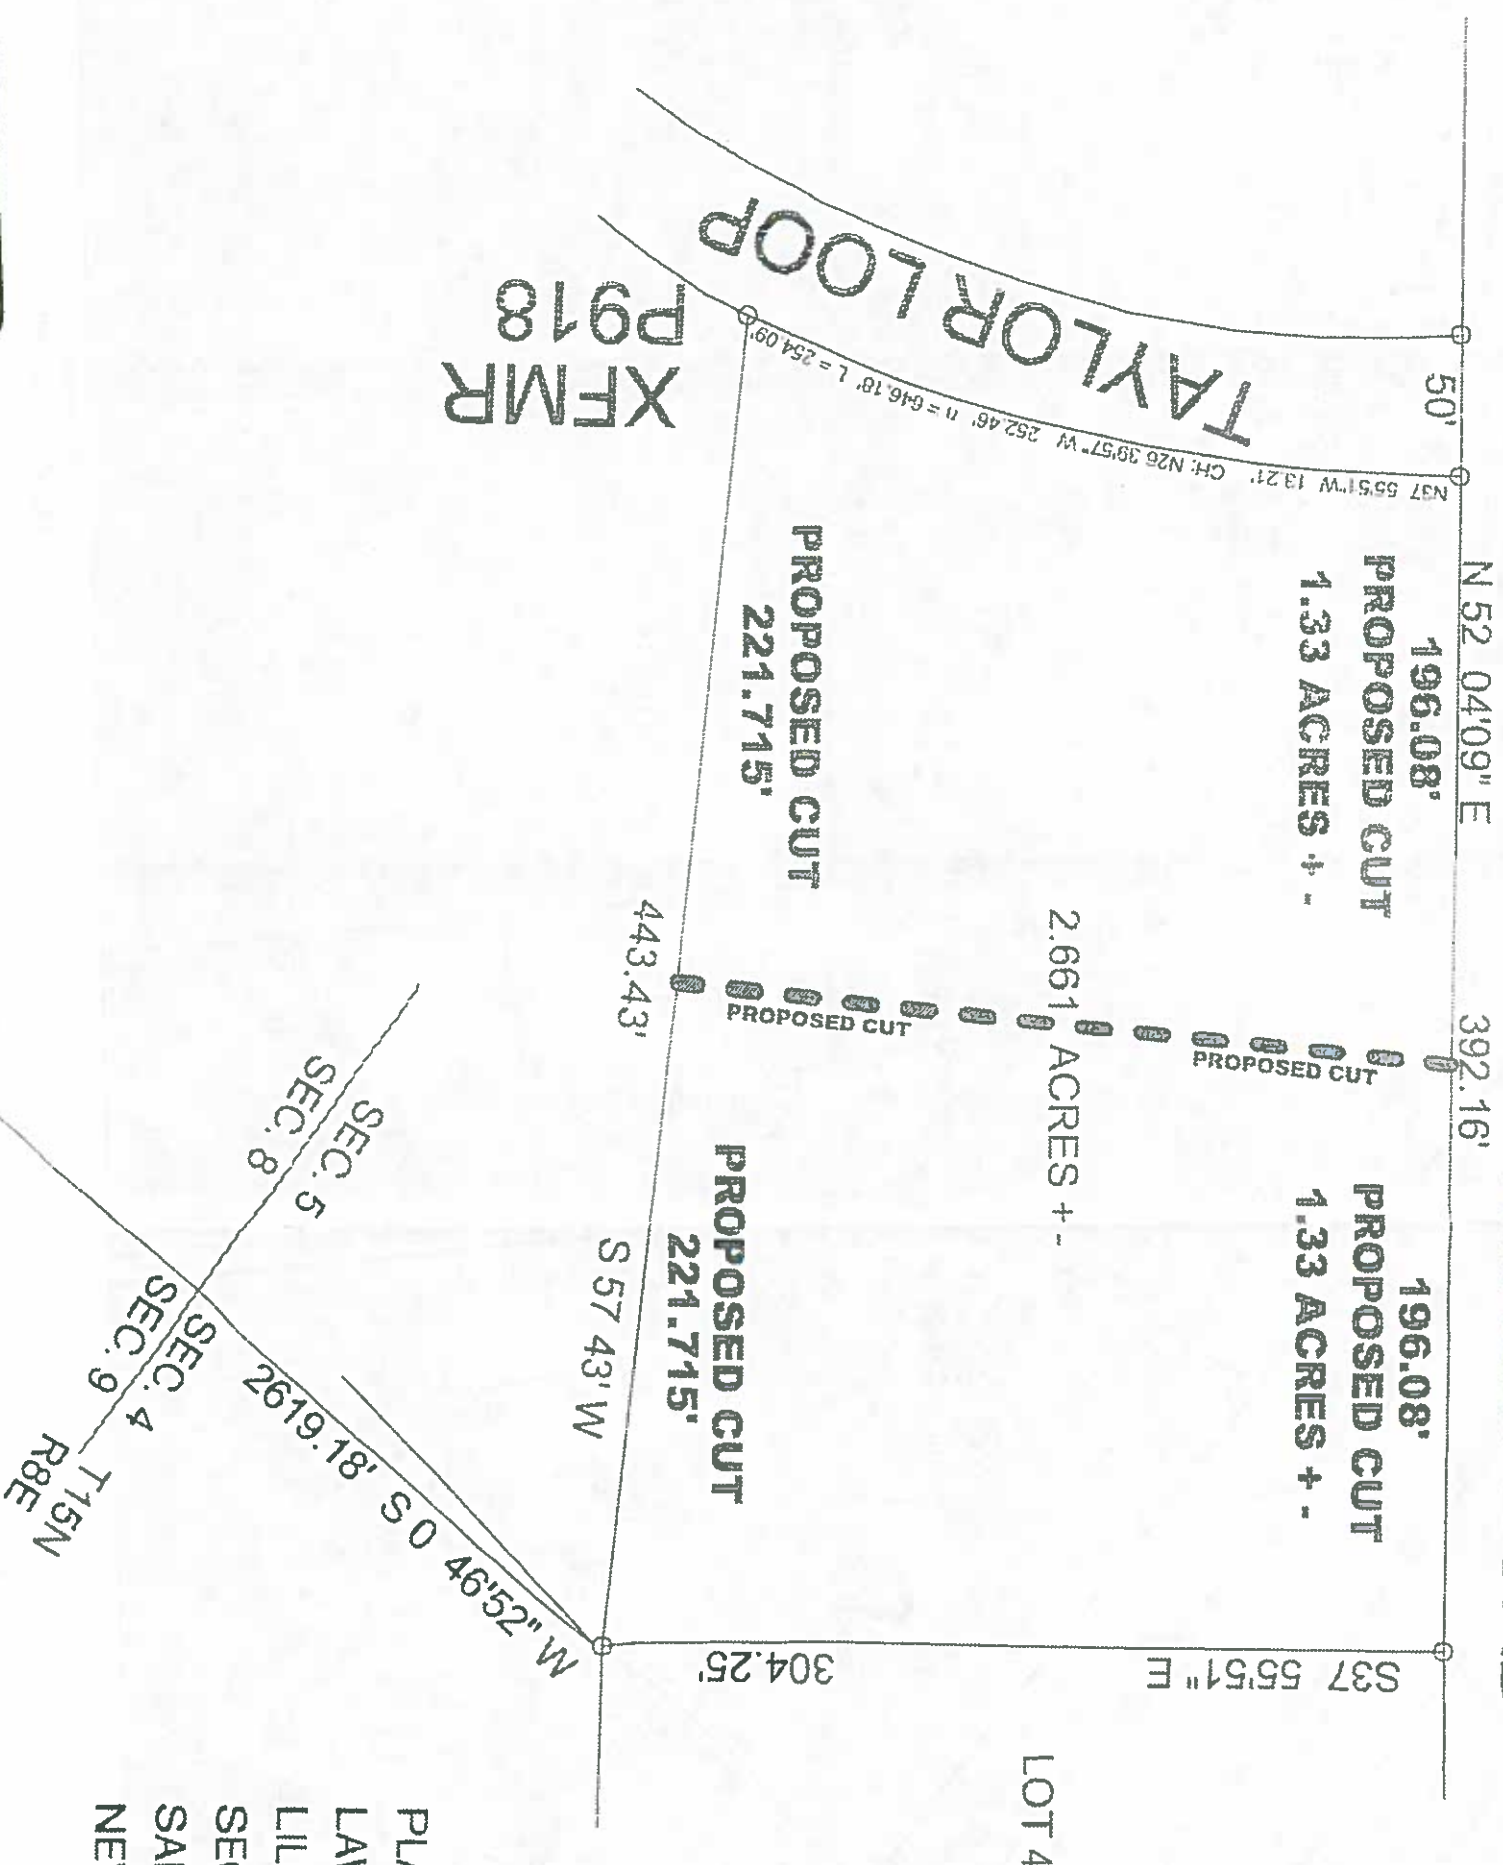 TAYLOR LOOP
XFMR
P918
50'
N37 55'51"W 13.21'
CH: N26 39'57" W 252.46' n = 646.18' L = 254.09'
N 52 04'09" E
392.16'
196.08'
PROPOSED CUT
1.33 ACRES + -
196.08'
PROPOSED CUT
1.33 ACRES + -
2.661 ACRES + -
PROPOSED CUT
PROPOSED CUT
PROPOSED CUT
221.715'
PROPOSED CUT
221.715'
443.43'
S 57 43' W
S37 55'51" E
304.25'
LOT 4
SEC. 5
SEC. 8
SEC. 4
SEC. 9
T15N
R8E
2619.18' S 0 46'52" W